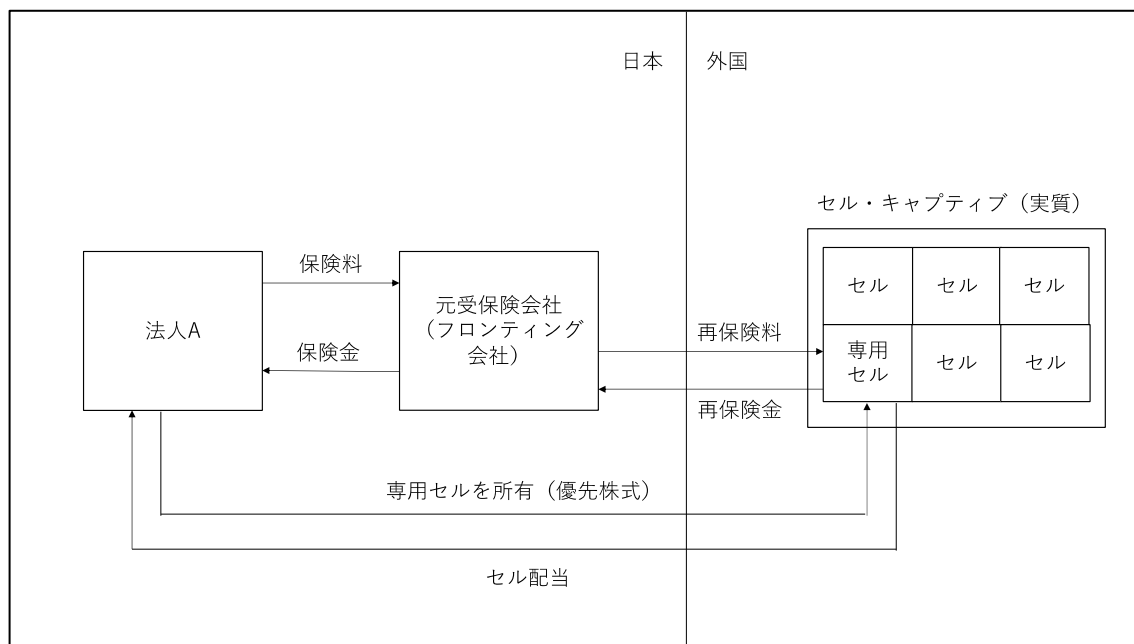 日本
外国
セル・キャプティブ（実質）
法人A
保険料
保険金
元受保険会社
（フロンティング
会社）
再保険料
再保険金
セル
セル
セル
専用
セル
セル
セル
専用セルを所有（優先株式）
セル配当